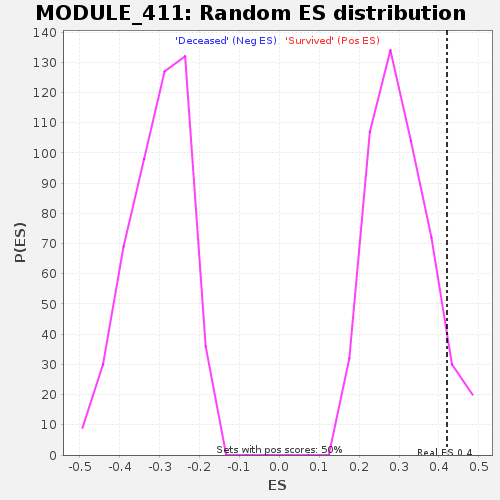 MODULE_411: Random ES distribution
'Deceased' (Neg ES) 'Survived' (Pos ES)
140
130
120
110
100
90
80
70
60
50
40
30
20
10
0
P(ES)
Sets with pos scores: 50%
Real ES 0.4
-0.5 -0.4 -0.3 -0.2 -0.1 0.0 0.1 0.2 0.3 0.4 0.5
ES